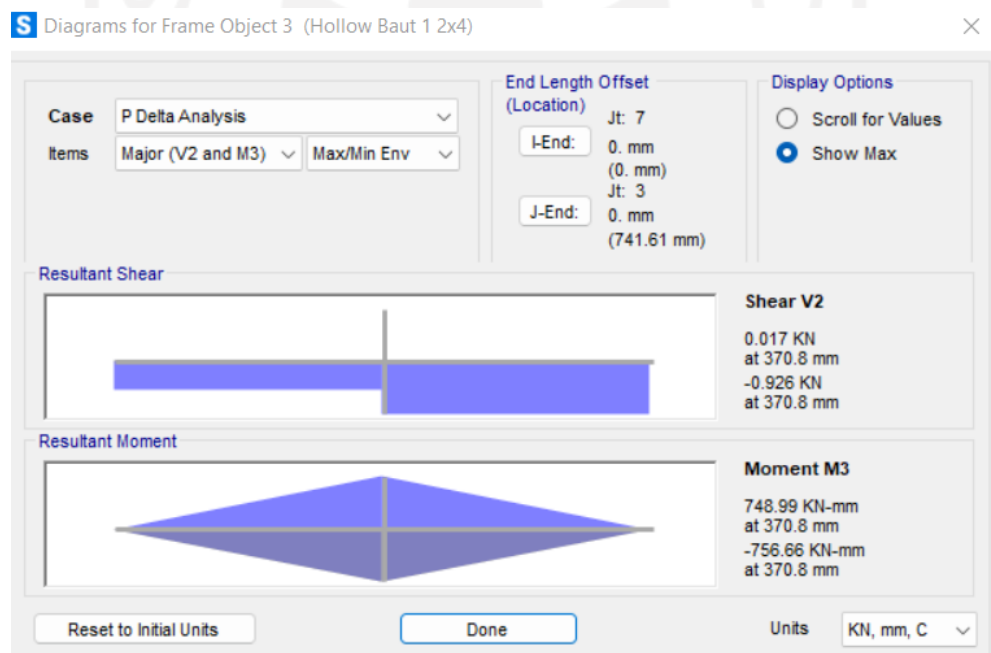 S Diagrams for Frame Object 3 (Hollow Baut 1 2x4)
Case P Delta Analysis
Items Major (V2 and M3) Max/Min Env
End Length Offset
(Location)
Jt: 7
I-End: 0. mm
(0. mm)
Jt: 3
J-End: 0. mm
(741.61 mm)
Display Options
Scroll for Values
Show Max
Resultant Shear
Shear V2
0.017 KN
at 370.8 mm
-0.926 KN
at 370.8 mm
Resultant Moment
Moment M3
748.99 KN-mm
at 370.8 mm
-756.66 KN-mm
at 370.8 mm
Reset to Initial Units Done Units KN, mm, C